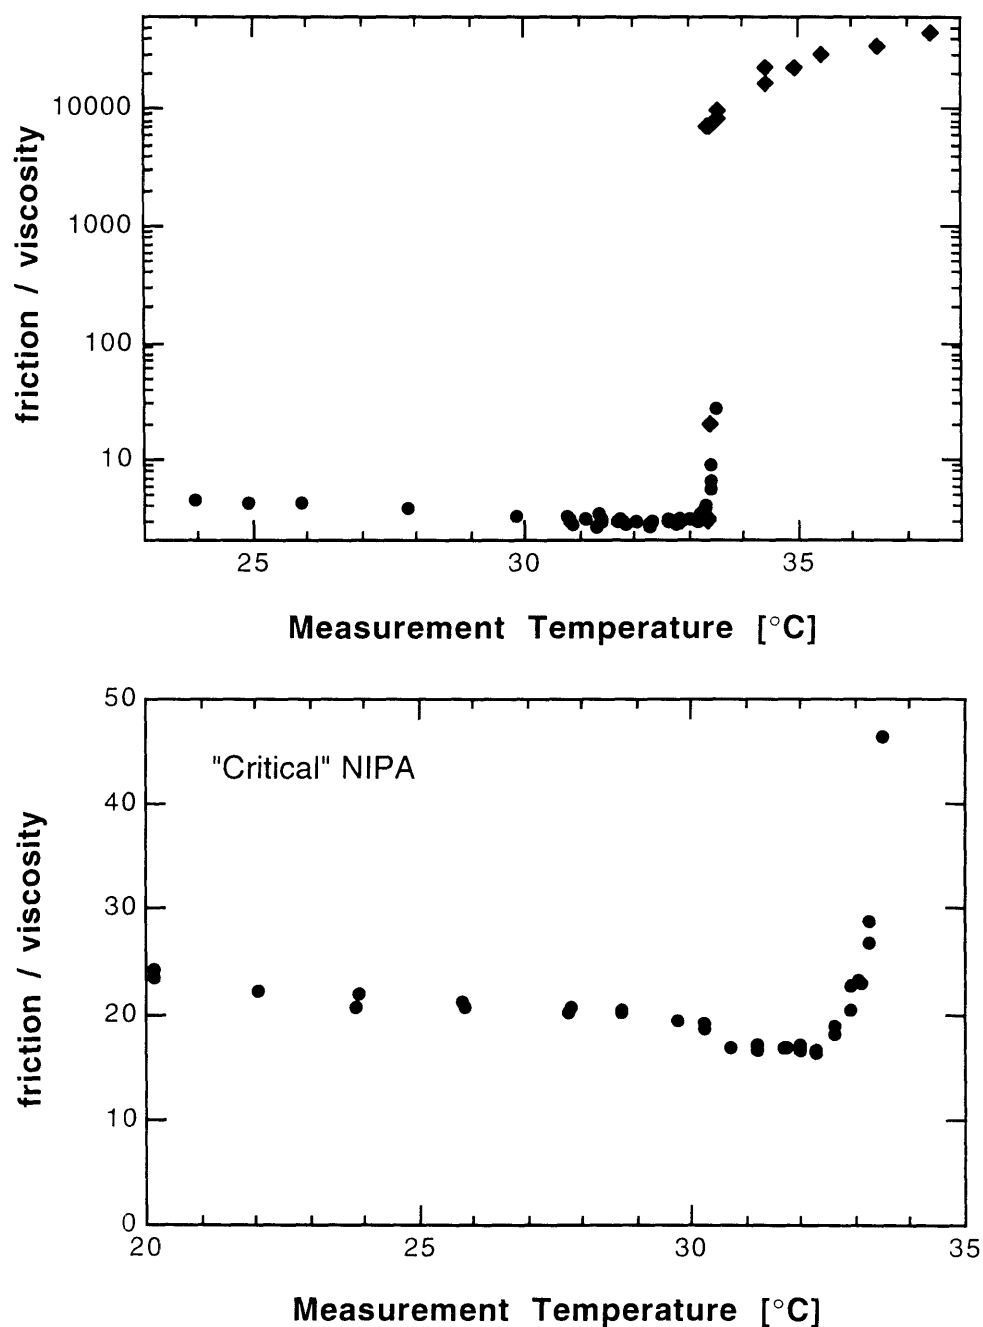 friction / viscosity
10000
1000
100
10
25 30 35
Measurement Temperature [°C]
friction / viscosity
"Critical" NIPA
50
40
30
20
10
0
20 25 30 35
Measurement Temperature [°C]